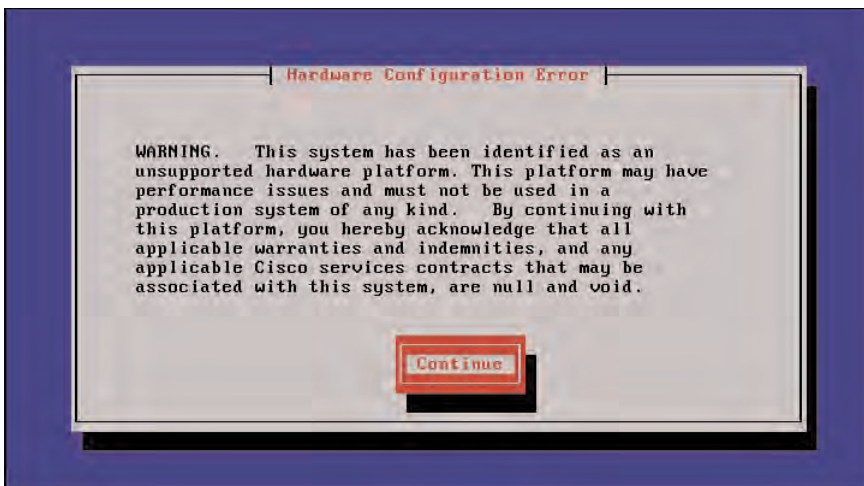 Hardware Configuration Error
WARNING. This system has been identified as an
unsupported hardware platform. This platform may have
performance issues and must not be used in a
production system of any kind. By continuing with
this platform, you hereby acknowledge that all
applicable warranties and indemnities, and any
applicable Cisco services contracts that may be
associated with this system, are null and void.
Continue